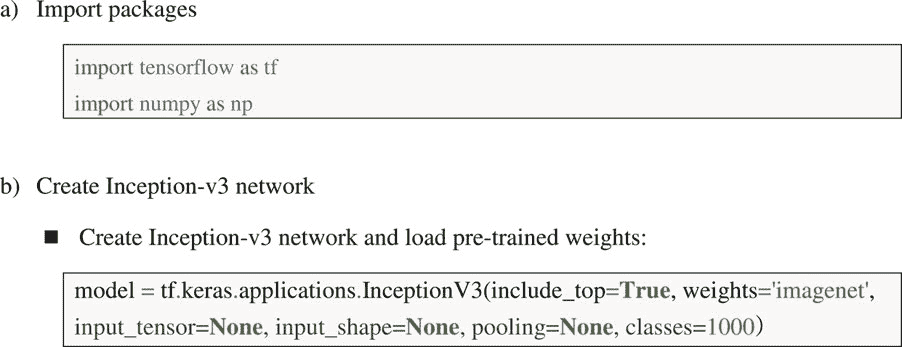 a) Import packages
import tensorflow as tf
import numpy as np
b) Create Inception-v3 network
■ Create Inception-v3 network and load pre-trained weights:
model = tf.keras.applications.InceptionV3(include_top=True, weights='imagenet',
input_tensor=None, input_shape=None, pooling=None, classes=1000)